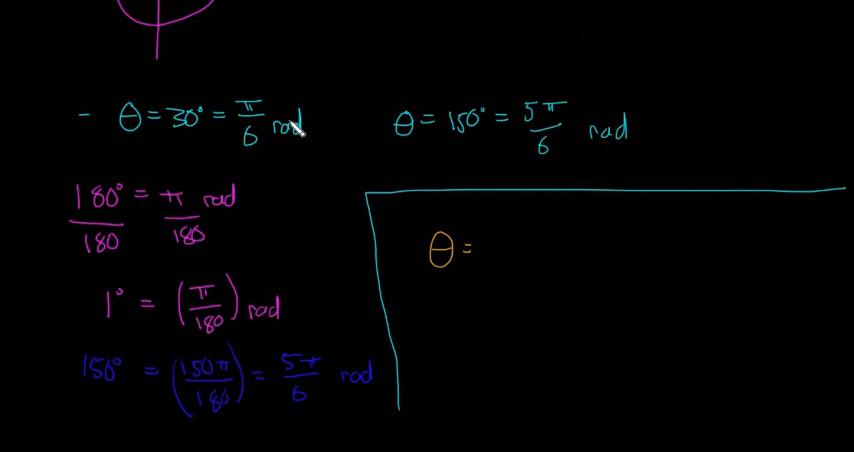 - θ = 30° = π/6 rad
θ = 150° = 5π/6 rad
180°/180 = π/180 rad
θ =
1° = (π/180) rad
150° = (150π/180) = 5π/6 rad